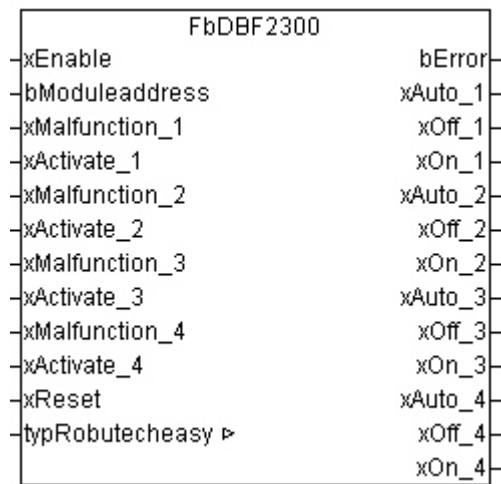 FbDBF2300
xEnable bError
bModuleaddress xAuto_1
xMalfunction_1 xOff_1
xActivate_1 xOn_1
xMalfunction_2 xAuto_2
xActivate_2 xOff_2
xMalfunction_3 xOn_2
xActivate_3 xAuto_3
xMalfunction_4 xOff_3
xActivate_4 xOn_3
xReset xAuto_4
typRobutecheasy ▹ xOff_4
xOn_4